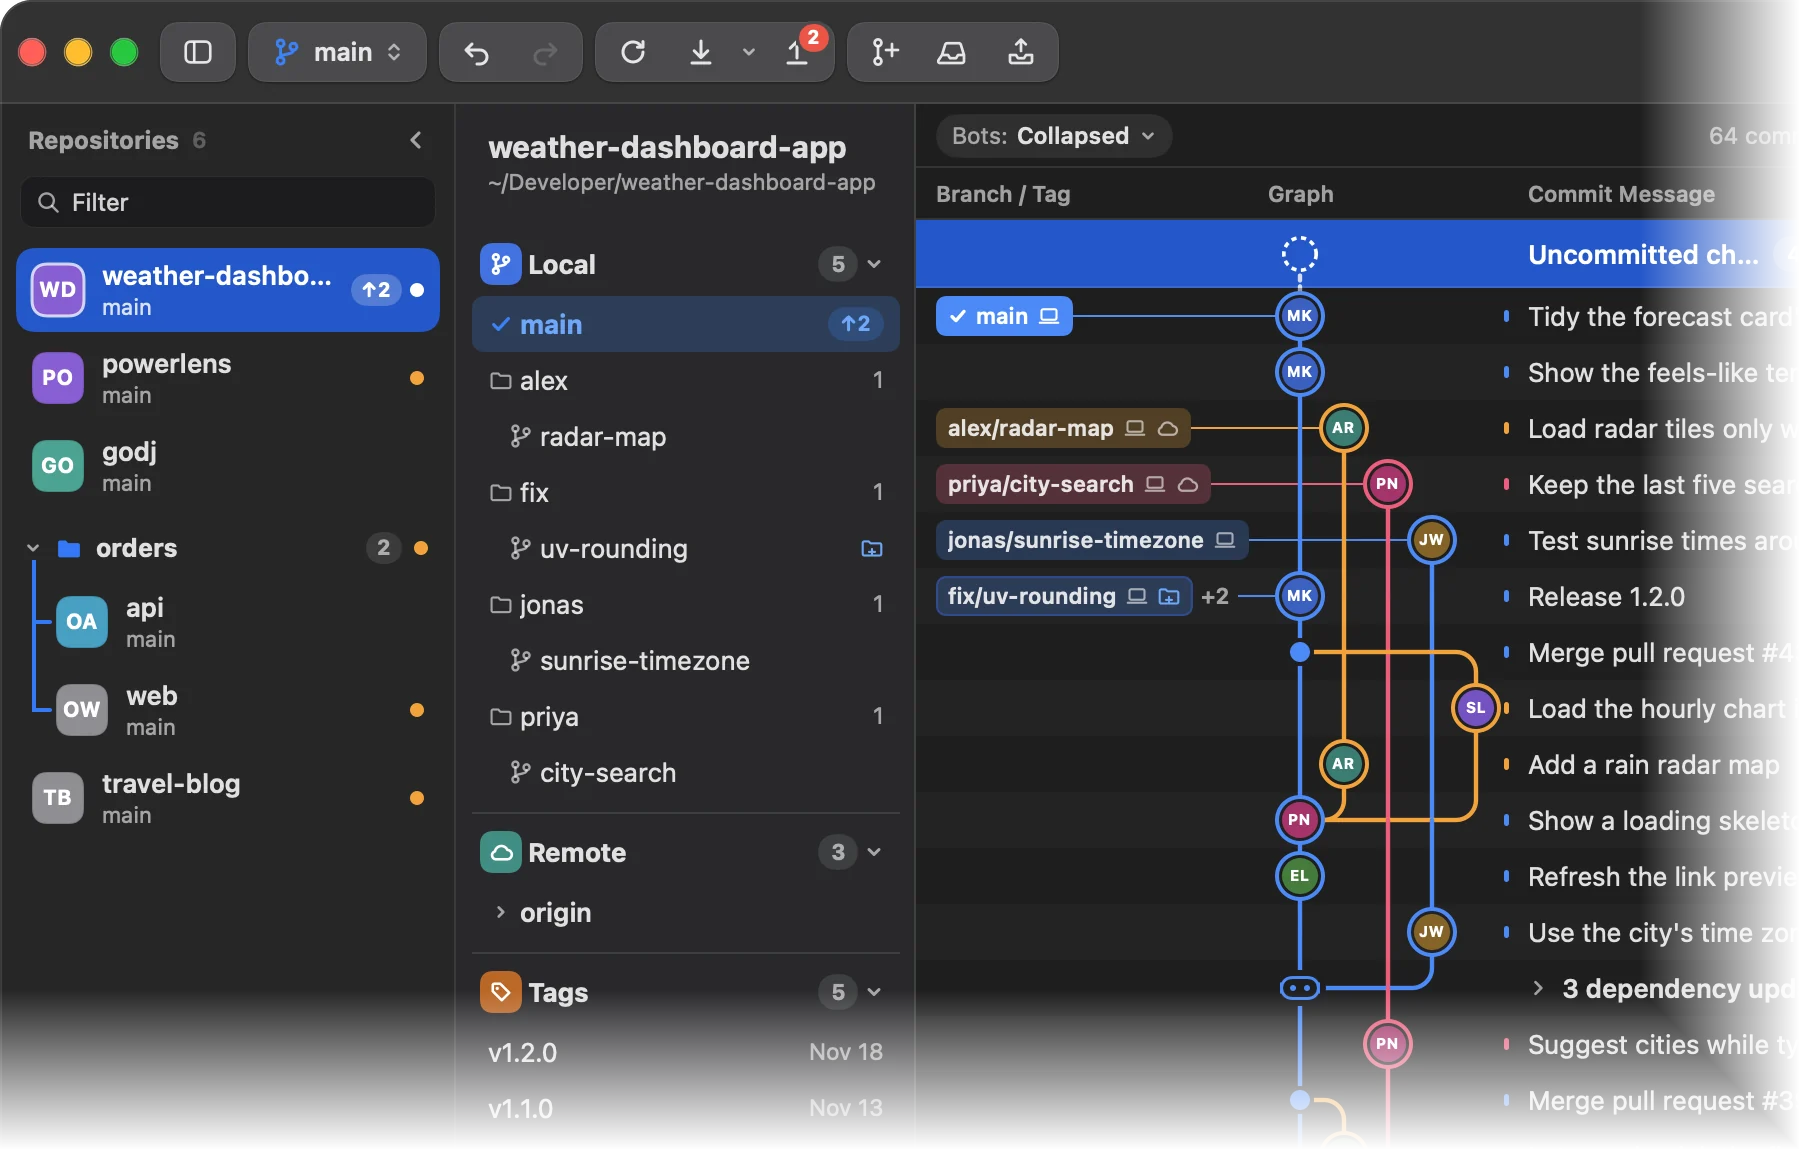 main
2
Repositories 6
Filter
WD
weather-dashbo...
main
↑2
PO
powerlens
main
GO
godj
main
orders
2
OA
api
main
OW
web
main
TB
travel-blog
main
weather-dashboard-app
~/Developer/weather-dashboard-app
Local
5
main
↑2
alex
1
radar-map
fix
1
uv-rounding
jonas
1
sunrise-timezone
priya
1
city-search
Remote
3
origin
Tags
5
v1.2.0
Nov 18
v1.1.0
Nov 13
Bots: Collapsed
64
Branch / Tag
Graph
Commit Message
Uncommitted ch...
main
MK
Tidy the forecast card
MK
Show the feels-like
alex/radar-map
AR
Load radar tiles only
priya/city-search
PN
Keep the last five
jonas/sunrise-timezone
JW
Test sunrise times
fix/uv-rounding
+2
MK
Release 1.2.0
Merge pull request #4
SL
Load the hourly chart
AR
Add a rain radar map
PN
Show a loading
EL
Refresh the link
JW
Use the city's time
3 dependency
PN
Suggest cities while
Merge pull request #3